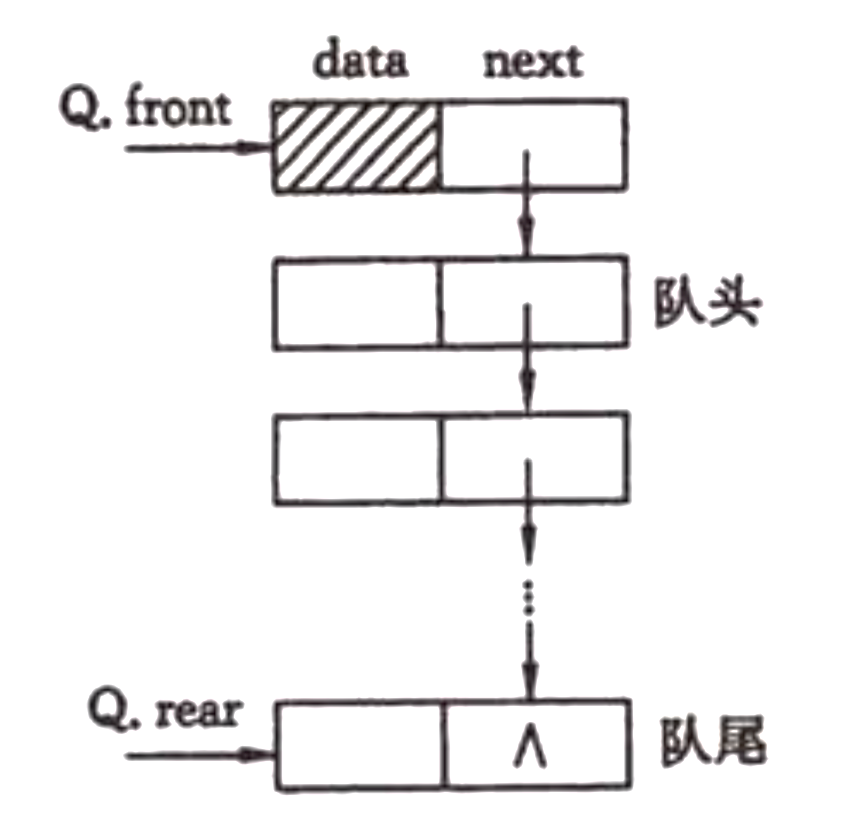 data next
Q. front
队头
⋮
Q. rear
∧
队尾